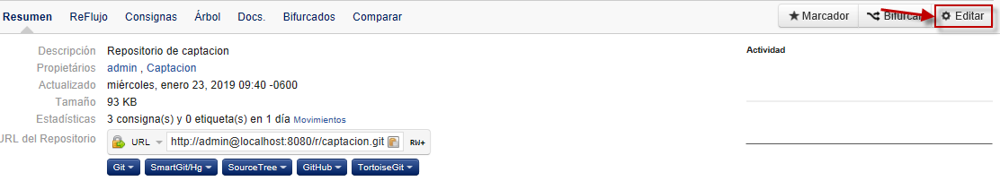 Resumen ReFlujo Consignas Árbol Docs. Bifurcados Comparar Marcador Bifurcar Editar
Descripción Repositorio de captacion Actividad
Propietários admin , Captacion
Actualizado miércoles, enero 23, 2019 09:40 -0600
Tamaño 93 KB
Estadísticas 3 consigna(s) y 0 etiqueta(s) en 1 día Movimientos
URL del Repositorio URL http://admin@localhost:8080/r/captacion.git RW+
Git SmartGit/Hg SourceTree GitHub TortoiseGit